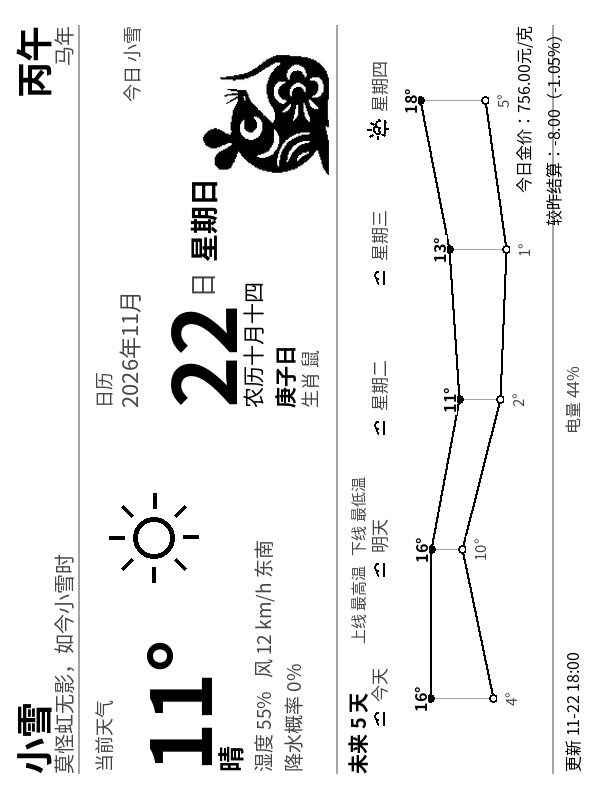 小雪
莫怪虹无影，如今小雪时
丙午
马年
当前天气
11°
晴
湿度 55% 风 12 km/h 东南
降水概率 0%
日历
2026年11月
今日 小雪
22 日 星期日
农历十月十四
庚子日
生肖 鼠
未来 5 天
上线 最高温 下线 最低温
今天 明天 星期二 星期三 星期四
16° 16° 11° 13° 18°
4° 10° 2° 1° 5°
今日金价：756.00元/克
较昨结算：-8.00（-1.05%）
更新 11-22 18:00
电量 44%